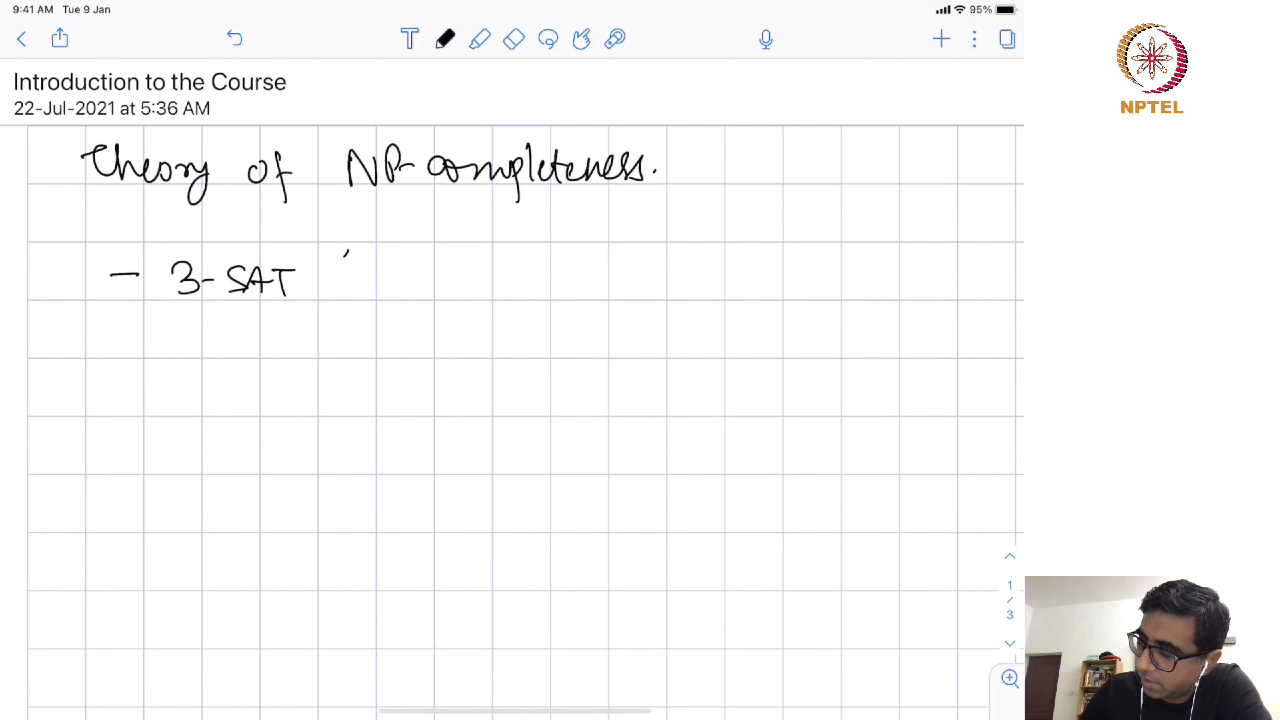 9:41 AM Tue 9 Jan
95%
NPTEL
Introduction to the Course
22-Jul-2021 at 5:36 AM
Theory of NP-completeness.
- 3-SAT
1
/
3